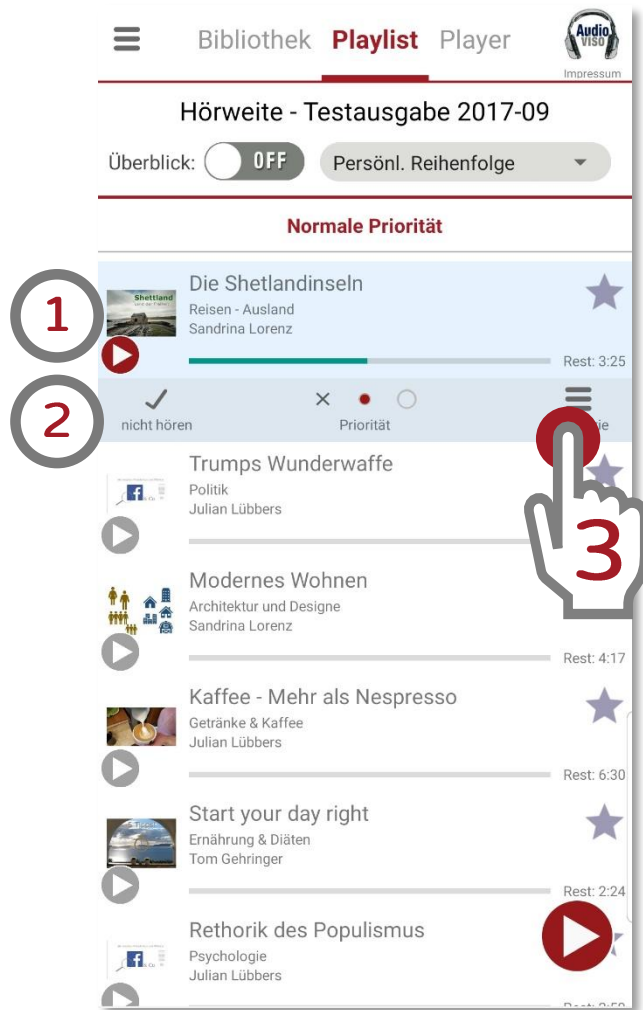 Bibliothek Playlist Player
Audio
VISO
Impressum
Hörweite - Testausgabe 2017-09
Überblick: OFF Persönl. Reihenfolge
Normale Priorität
1
Shettland
Die Shetlandinseln
Reisen - Ausland
Sandrina Lorenz
Rest: 3:25
2
nicht hören Priorität
3
Trumps Wunderwaffe
Politik
Julian Lübbers
Modernes Wohnen
Architektur und Designe
Sandrina Lorenz
Rest: 4:17
Kaffee - Mehr als Nespresso
Getränke & Kaffee
Julian Lübbers
Rest: 6:30
Start your day right
Ernährung & Diäten
Tom Gehringer
Rest: 2:24
Rethorik des Populismus
Psychologie
Julian Lübbers